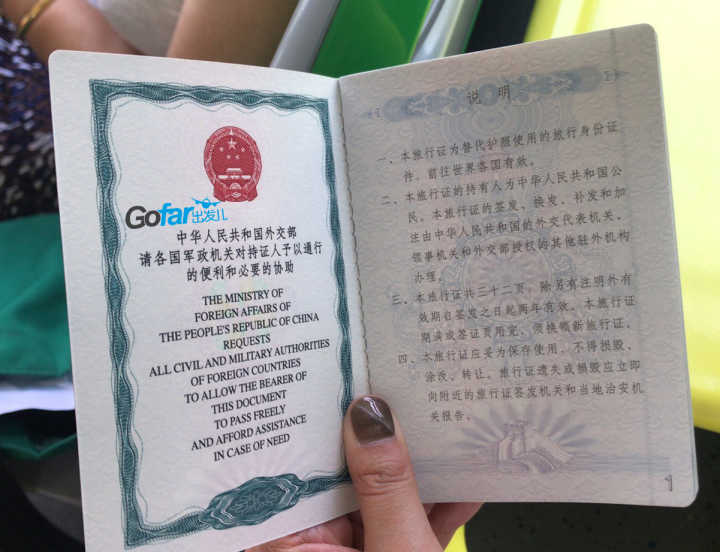 Gofar出发儿
中华人民共和国外交部
请各国军政机关对持证人予以通行
的便利和必要的协助
THE MINISTRY OF
FOREIGN AFFAIRS OF
THE PEOPLE'S REPUBLIC OF CHINA
REQUESTS
ALL CIVIL AND MILITARY AUTHORITIES
OF FOREIGN COUNTRIES
TO ALLOW THE BEARER OF
THIS DOCUMENT
TO PASS FREELY
AND AFFORD ASSISTANCE
IN CASE OF NEED
说明
一、本旅行证为替代护照使用的旅行身份证
件，前往世界各国有效。
二、本旅行证的持有人为中华人民共和国公
民。本旅行证的签发、换发、补发和加
注由中华人民共和国的外交代表机关、
领事机关和外交部授权的其他驻外机构
办理。
三、本旅行证共三十二页，除另有注明外有
效期自签发之日起两年有效。本旅行证
期满或签证页用完，须换领新旅行证。
四、本旅行证应妥为保存使用，不得损毁、
涂改、转让。旅行证遗失或损毁应立即
向附近的旅行证签发机关和当地治安机
关报告。
1